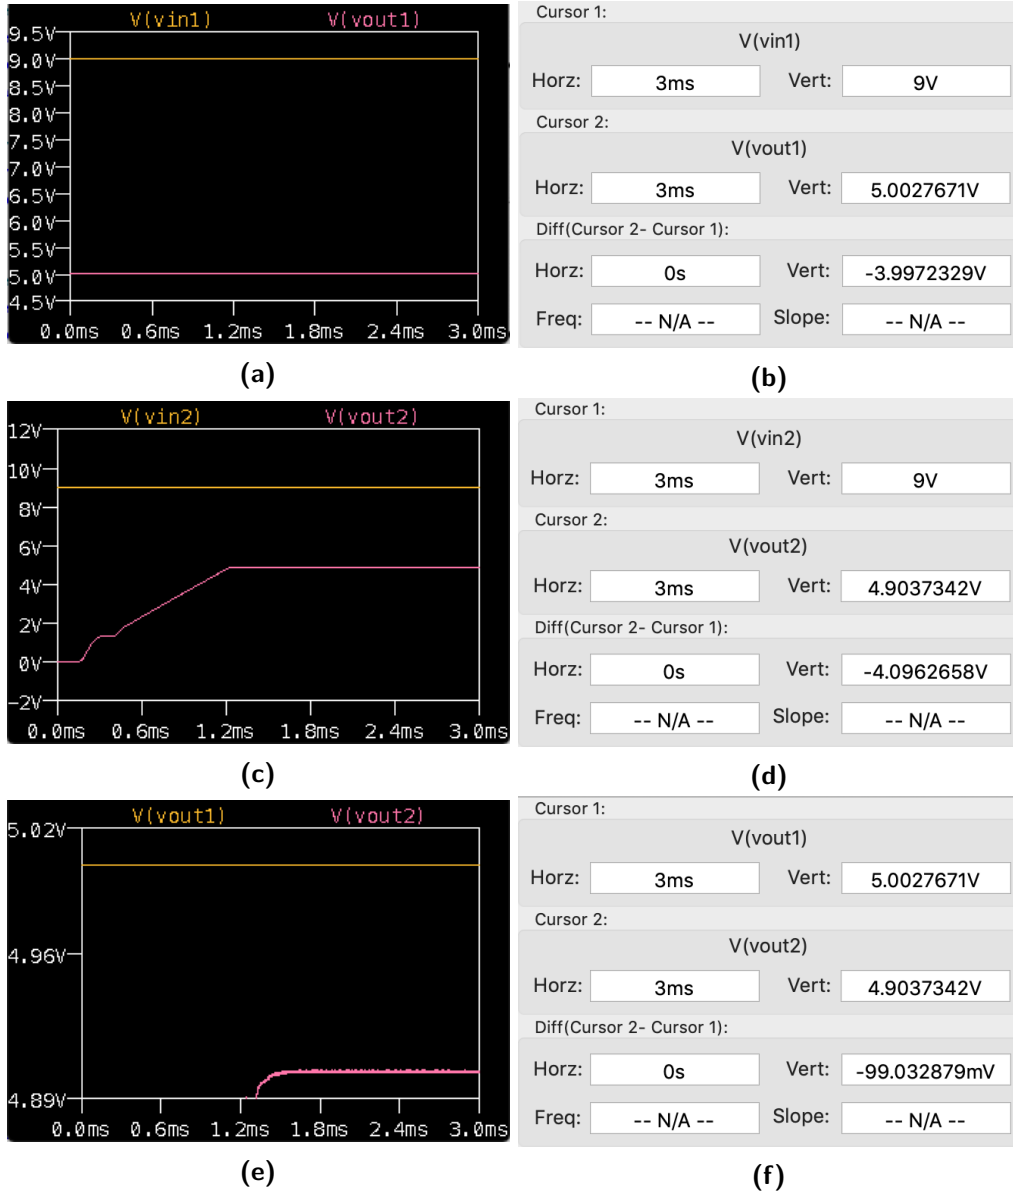 V(vin1) V(vout1)
9.5V
9.0V
8.5V
8.0V
7.5V
7.0V
6.5V
6.0V
5.5V
5.0V
4.5V
0.0ms 0.6ms 1.2ms 1.8ms 2.4ms 3.0ms
(a)
Cursor 1:
V(vin1)
Horz: 3ms Vert: 9V
Cursor 2:
V(vout1)
Horz: 3ms Vert: 5.0027671V
Diff(Cursor 2- Cursor 1):
Horz: 0s Vert: -3.9972329V
Freq: -- N/A -- Slope: -- N/A --
(b)
V(vin2) V(vout2)
12V
10V
8V
6V
4V
2V
0V
-2V
0.0ms 0.6ms 1.2ms 1.8ms 2.4ms 3.0ms
(c)
Cursor 1:
V(vin2)
Horz: 3ms Vert: 9V
Cursor 2:
V(vout2)
Horz: 3ms Vert: 4.9037342V
Diff(Cursor 2- Cursor 1):
Horz: 0s Vert: -4.0962658V
Freq: -- N/A -- Slope: -- N/A --
(d)
V(vout1) V(vout2)
5.02V
4.96V
4.89V
0.0ms 0.6ms 1.2ms 1.8ms 2.4ms 3.0ms
(e)
Cursor 1:
V(vout1)
Horz: 3ms Vert: 5.0027671V
Cursor 2:
V(vout2)
Horz: 3ms Vert: 4.9037342V
Diff(Cursor 2- Cursor 1):
Horz: 0s Vert: -99.032879mV
Freq: -- N/A -- Slope: -- N/A --
(f)